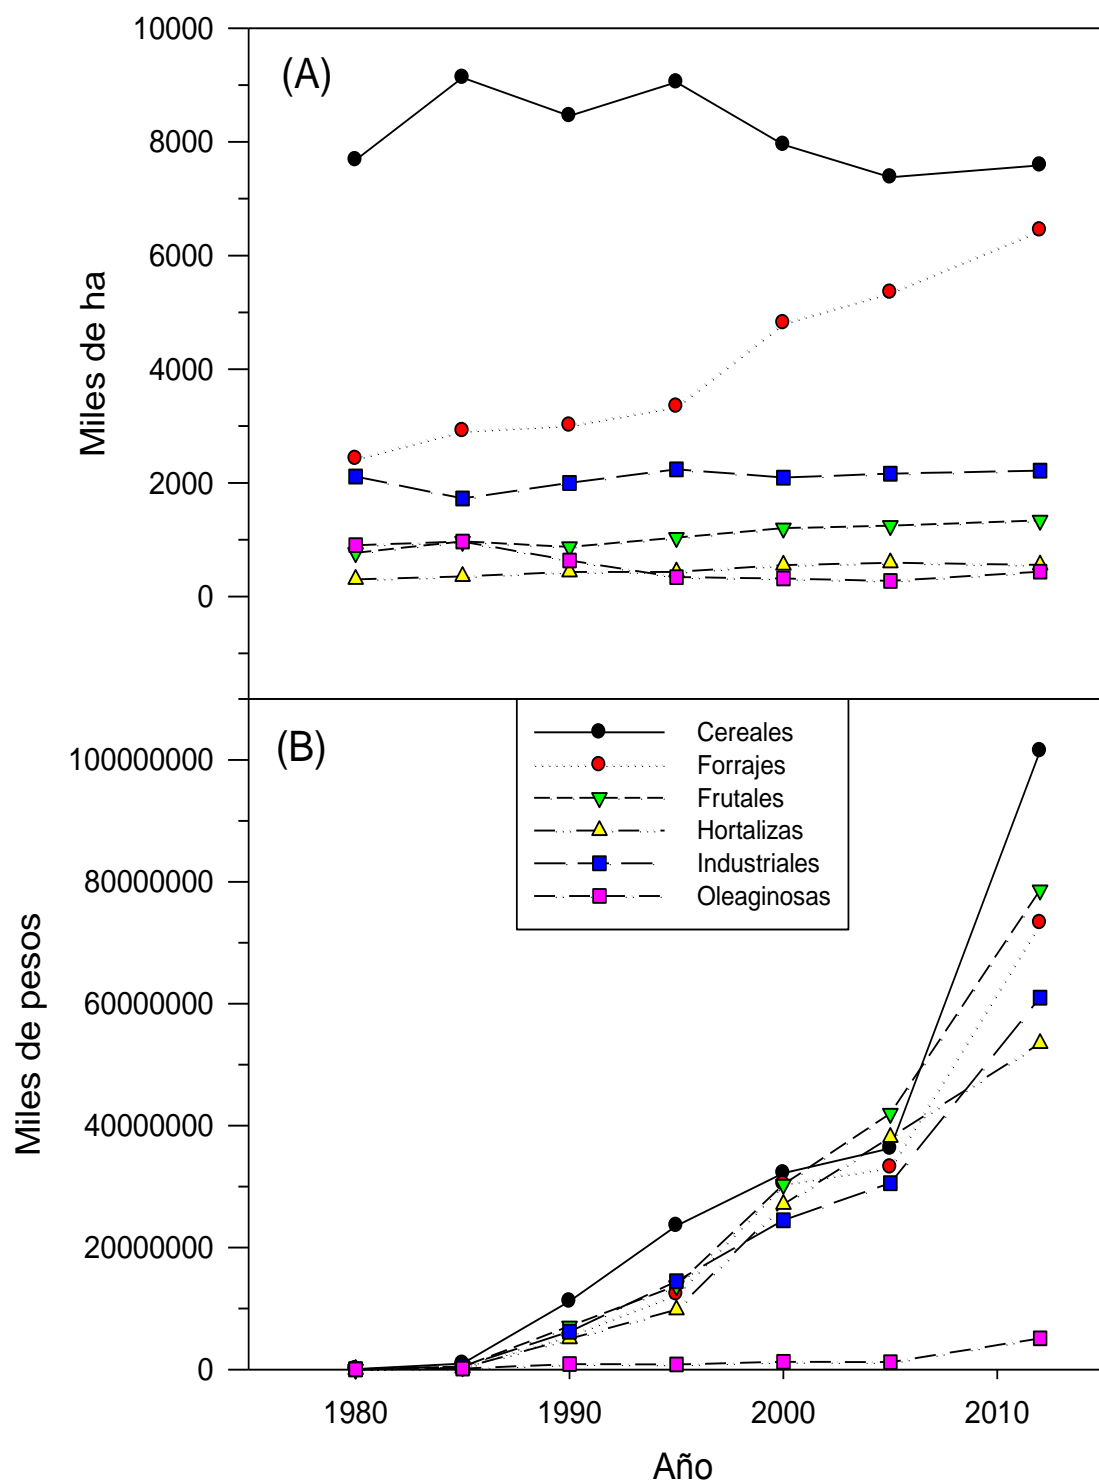 (A)
Miles de ha
10000
8000
6000
4000
2000
0
(B)
Miles de pesos
100000000
80000000
60000000
40000000
20000000
0
Cereales
Forrajes
Frutales
Hortalizas
Industriales
Oleaginosas
1980 1990 2000 2010
Año